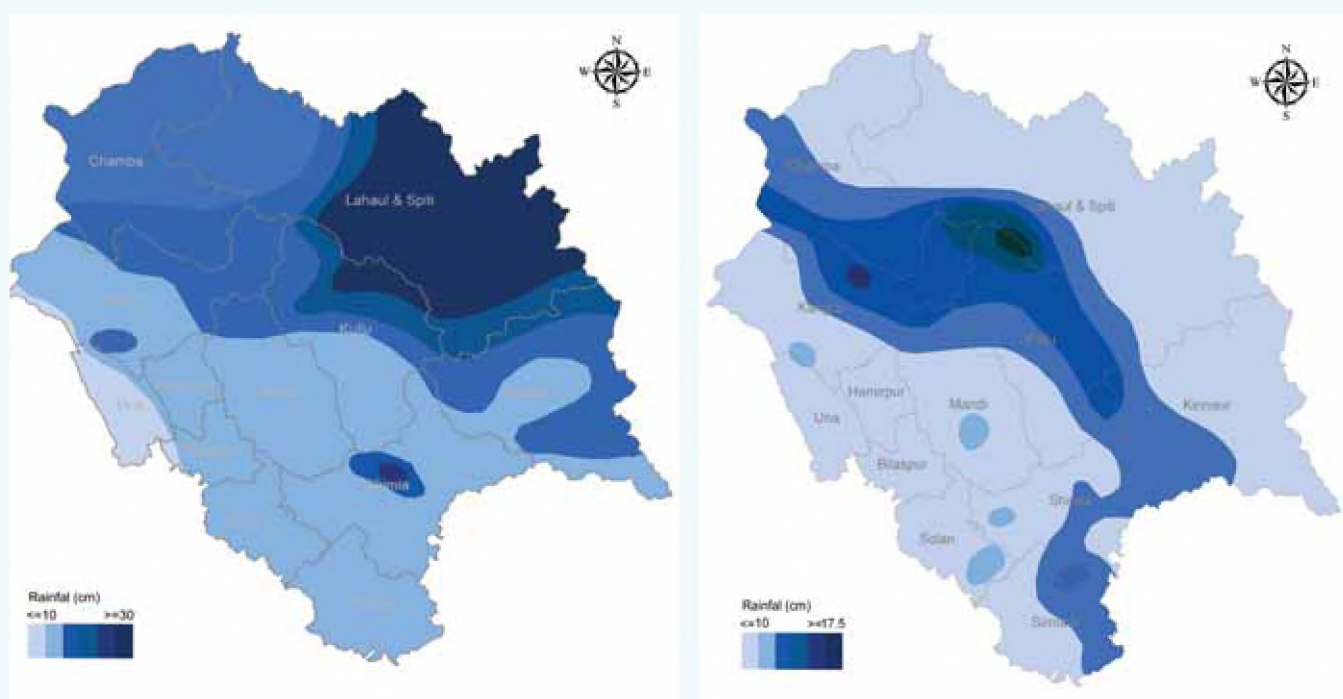 N
W E
S
Chamba
Lahaul & Spiti
Kullu
Shimla
Rainfal (cm)
<=10 >=30
N
W E
S
Chamba
Lahaul & Spiti
Kangra
Kullu
Hamirpur
Mandi
Kinnaur
Una
Bilaspur
Shimla
Solan
Sirmaur
Rainfal (cm)
<=10 >=17.5